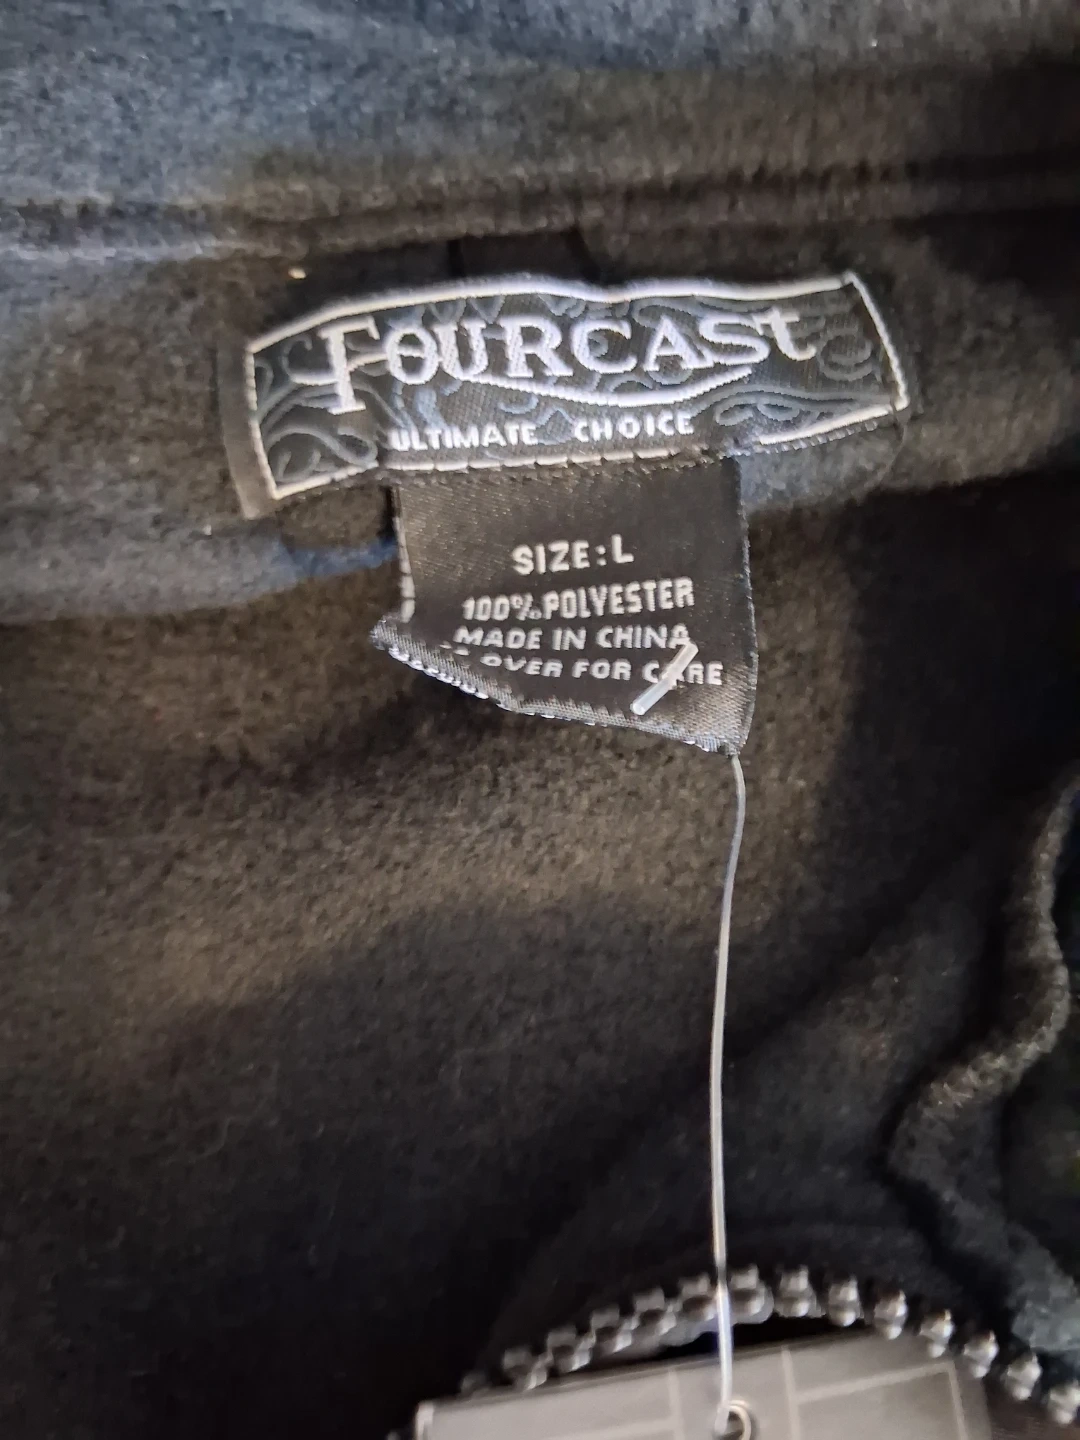 FOURCASt
ULTIMATE CHOICE
SIZE:L
100% POLYESTER
MADE IN CHINA
OVER FOR CARE